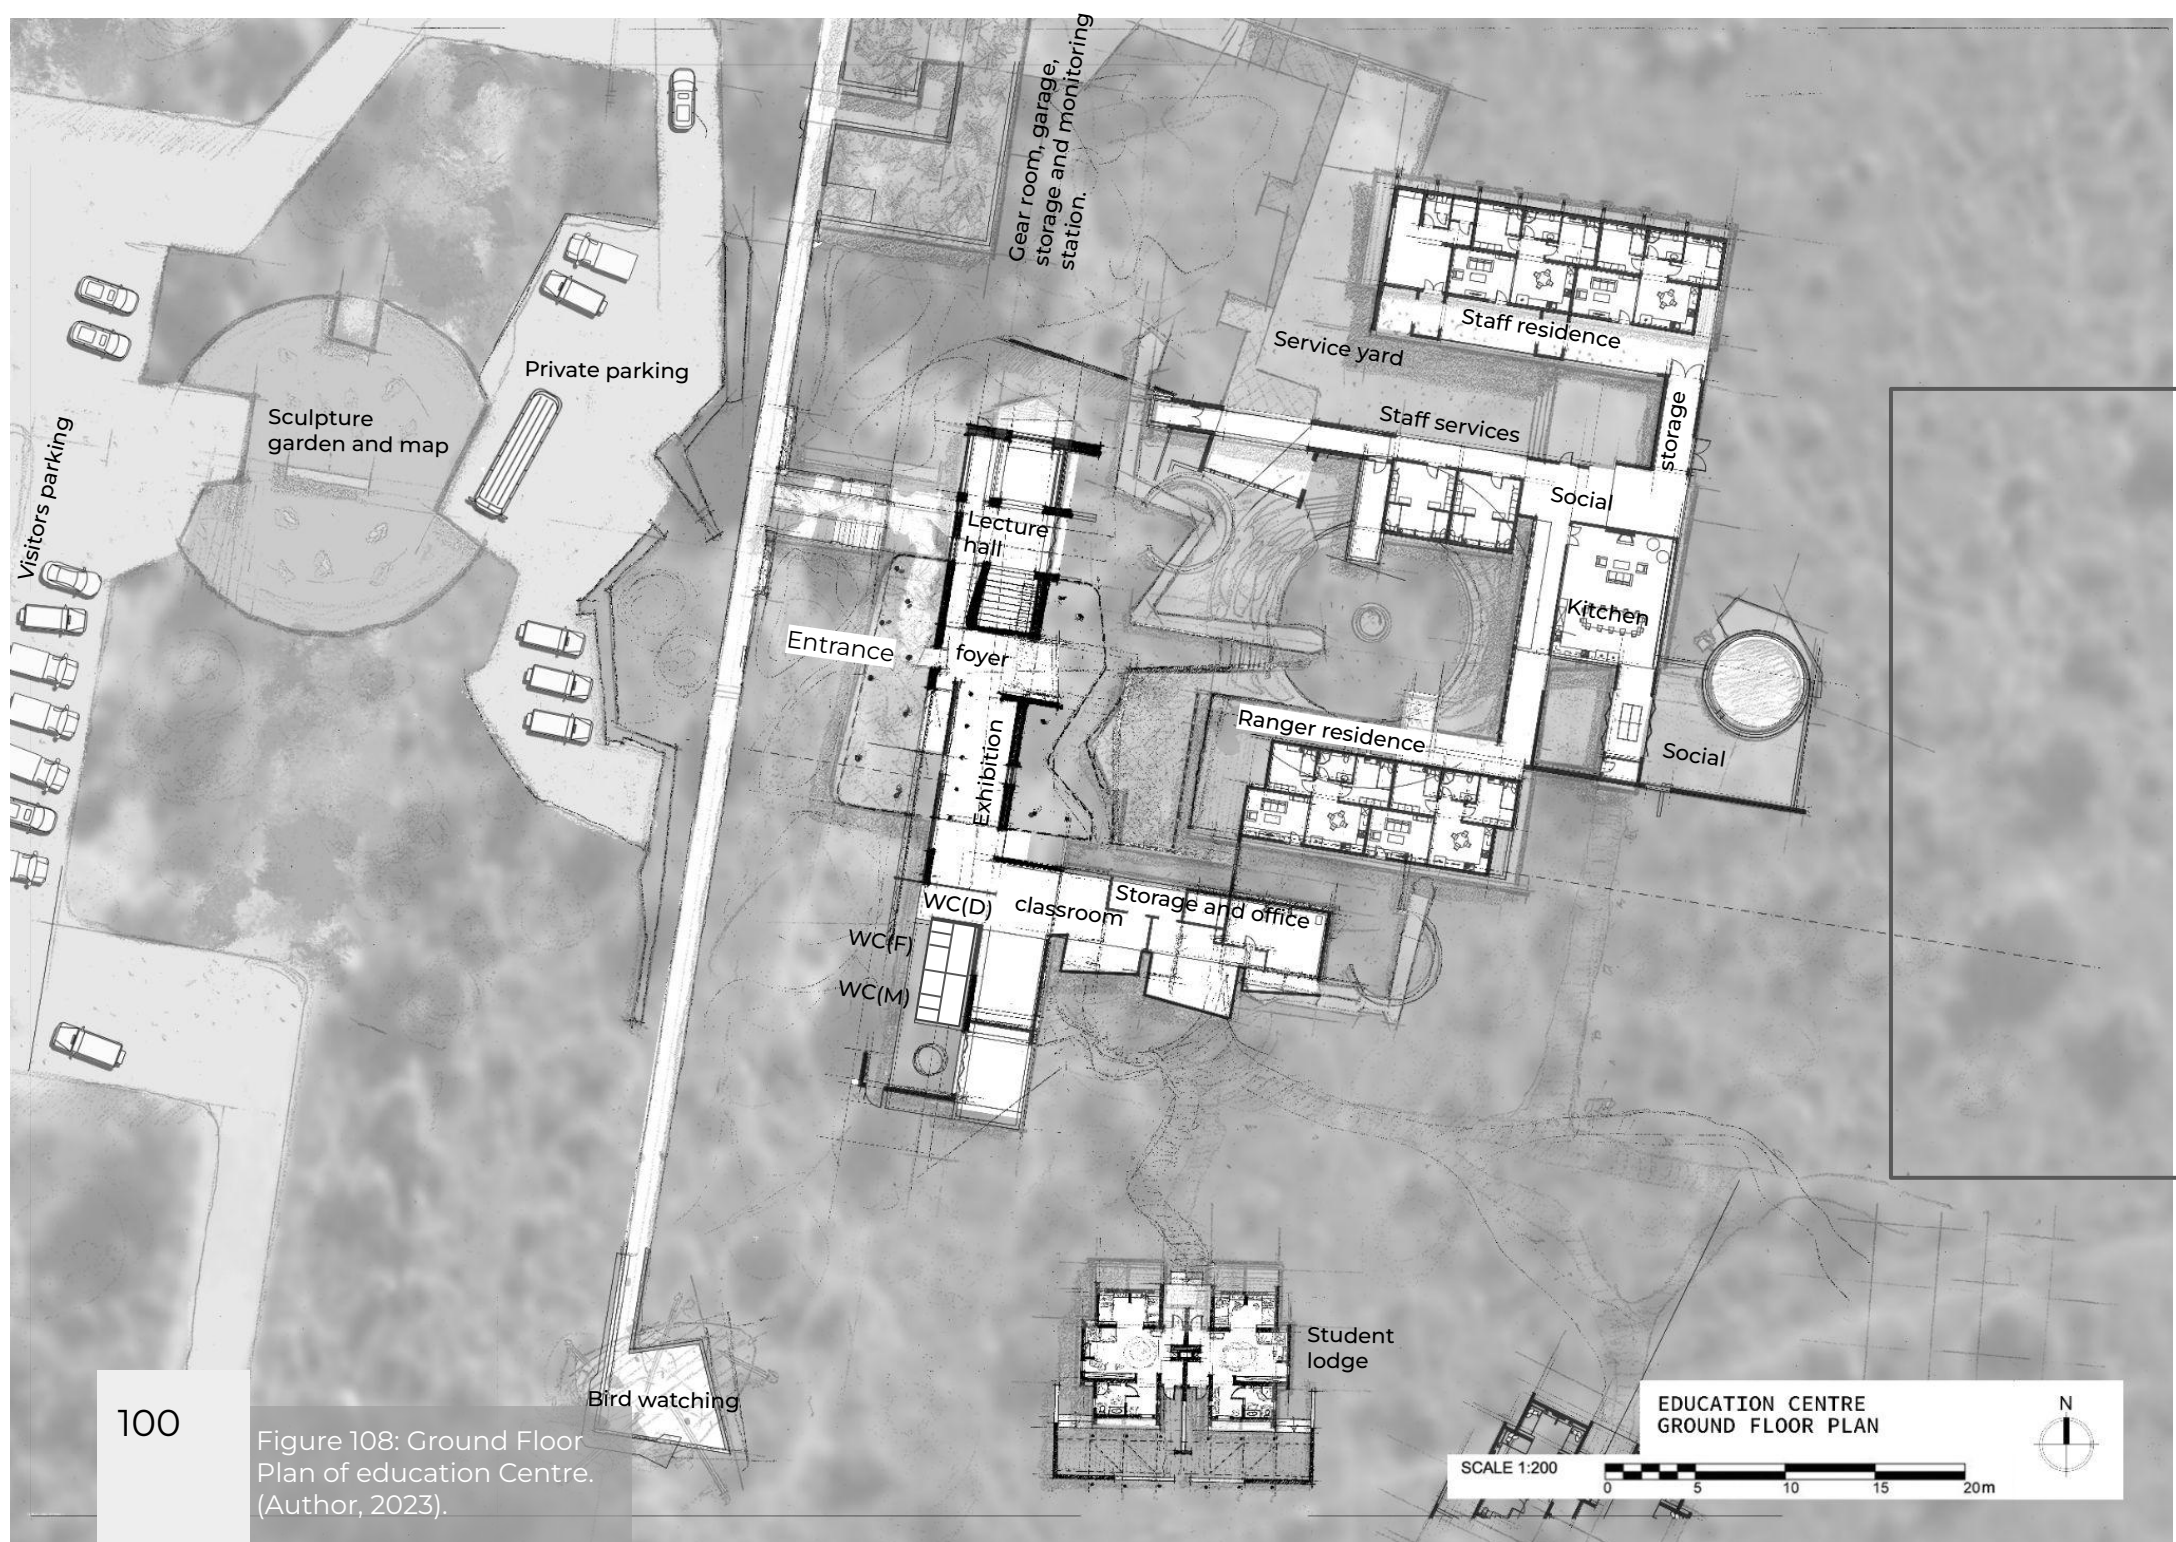 Gear room, garage,
storage and monitoring
station.
Staff residence
Service yard
Private parking
Sculpture
garden and map
Visitors parking
Staff services
storage
Social
Lecture
hall
Kitchen
Entrance
foyer
Ranger residence
Exhibition
Social
WC(D)
classroom
Storage and office
WC(F)
WC(M)
Student
lodge
Bird watching
100
Figure 108: Ground Floor
Plan of education Centre.
(Author, 2023).
EDUCATION CENTRE
GROUND FLOOR PLAN
N
SCALE 1:200
0 5 10 15 20m